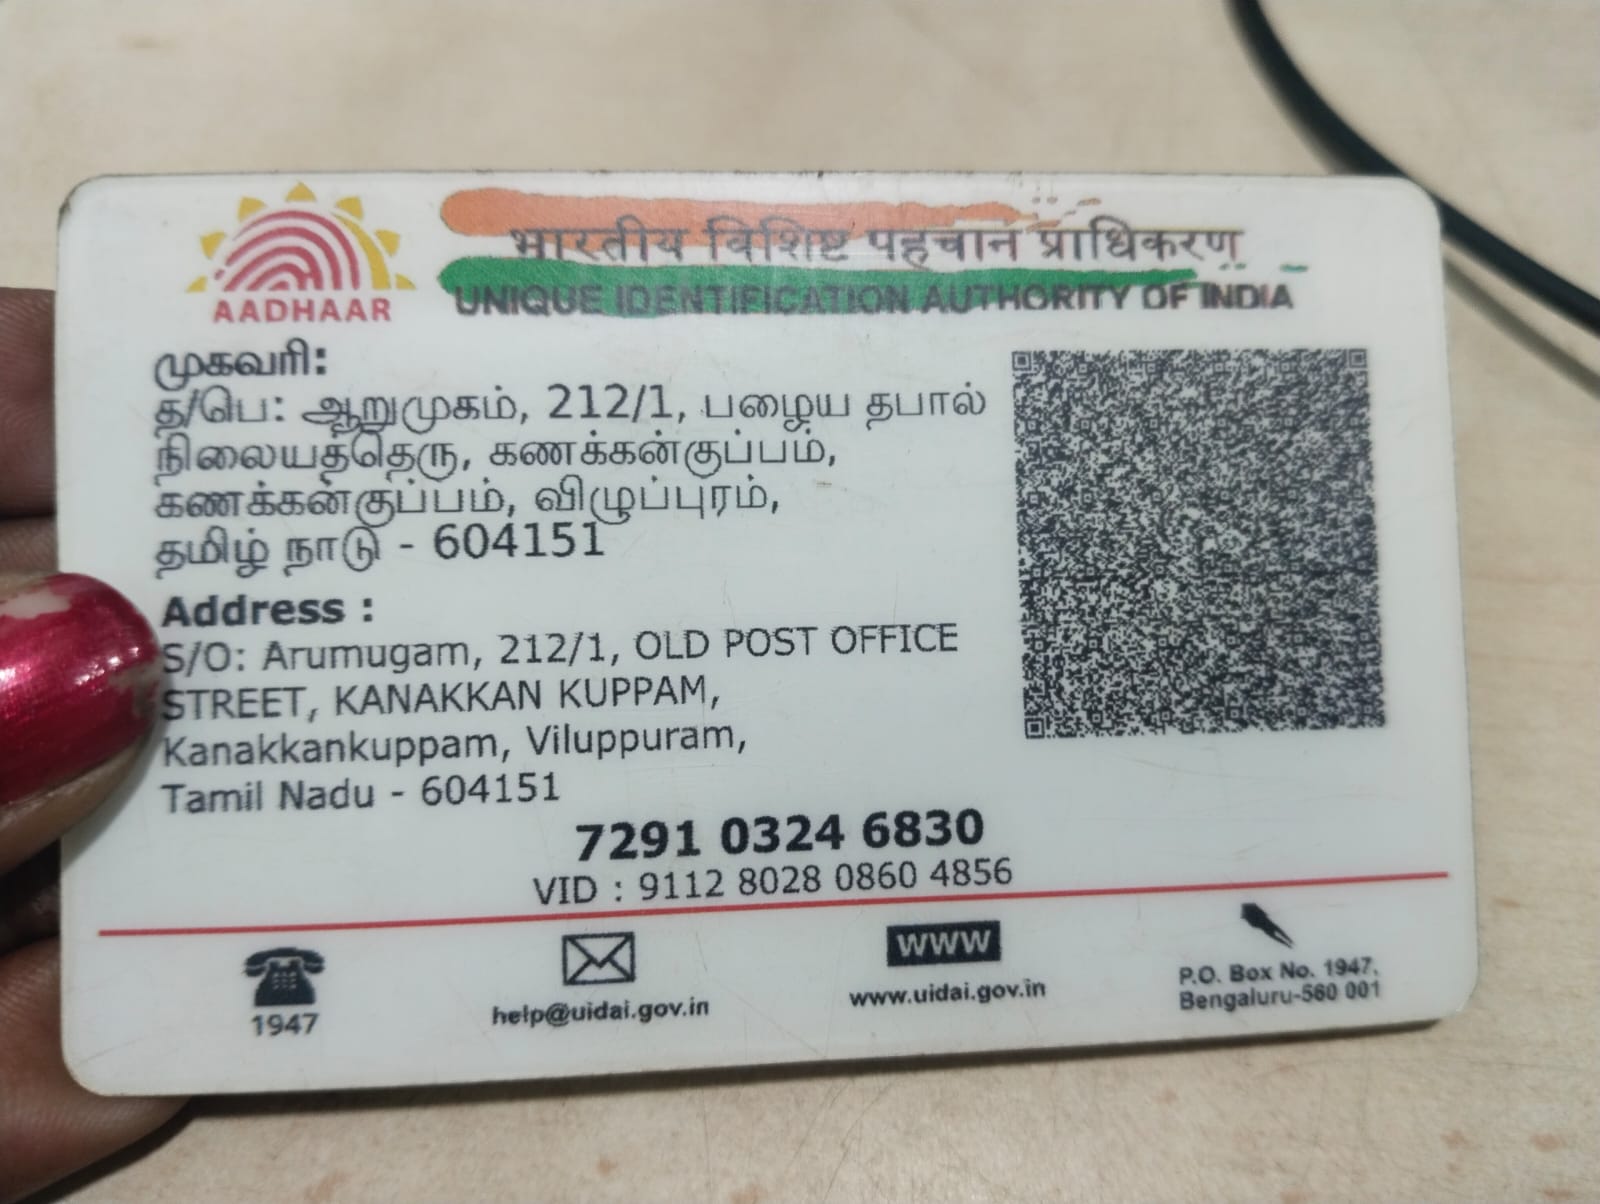 AADHAAR
भारतीय विशिष्ट पहचान प्राधिकरण
UNIQUE IDENTIFICATION AUTHORITY OF INDIA
முகவரி:
த/பெ: ஆறுமுகம், 212/1, பழைய தபால்
நிலையத்தெரு, கணக்கன்குப்பம்,
கணக்கன்குப்பம், விழுப்புரம்,
தமிழ் நாடு - 604151
Address :
S/O: Arumugam, 212/1, OLD POST OFFICE
STREET, KANAKKAN KUPPAM,
Kanakkankuppam, Viluppuram,
Tamil Nadu - 604151
7291 0324 6830
VID : 9112 8028 0860 4856
1947
help@uidai.gov.in
www
www.uidai.gov.in
P.O. Box No. 1947,
Bengaluru-560 001